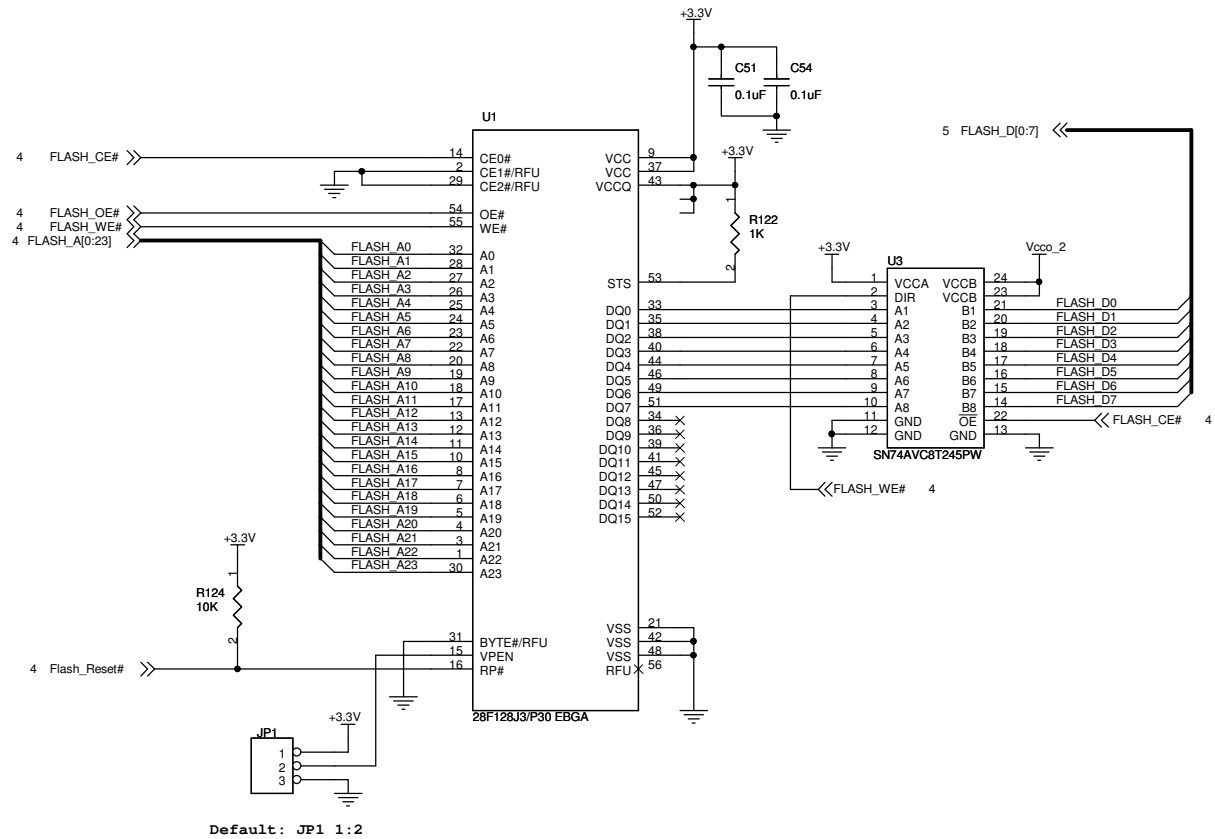 +3.3V
C51
C54
0.1uF
0.1uF
U1
5 FLASH_D[0:7]
4 FLASH_CE#
14 CE0#
2 CE1#/RFU
29 CE2#/RFU
VCC 9
VCC 37
VCCQ 43
+3.3V
4 FLASH_OE#
54 OE#
4 FLASH_WE#
55 WE#
4 FLASH_A[0:23]
1
R122
1K
2
FLASH_A0 32 A0
FLASH_A1 28 A1
FLASH_A2 27 A2
FLASH_A3 26 A3
FLASH_A4 25 A4
FLASH_A5 24 A5
FLASH_A6 23 A6
FLASH_A7 22 A7
FLASH_A8 20 A8
FLASH_A9 19 A9
FLASH_A10 18 A10
FLASH_A11 17 A11
FLASH_A12 13 A12
FLASH_A13 12 A13
FLASH_A14 11 A14
FLASH_A15 10 A15
FLASH_A16 8 A16
FLASH_A17 7 A17
FLASH_A18 6 A18
FLASH_A19 5 A19
FLASH_A20 4 A20
FLASH_A21 3 A21
FLASH_A22 1 A22
FLASH_A23 30 A23
STS 53
DQ0 33
DQ1 35
DQ2 38
DQ3 40
DQ4 44
DQ5 46
DQ6 49
DQ7 51
DQ8 34
DQ9 36
DQ10 39
DQ11 41
DQ12 45
DQ13 47
DQ14 50
DQ15 52
+3.3V
U3
Vcco_2
1 VCCA VCCB 24
2 DIR VCCB 23
3 A1 B1 21 FLASH_D0
4 A2 B2 20 FLASH_D1
5 A3 B3 19 FLASH_D2
6 A4 B4 18 FLASH_D3
7 A5 B5 17 FLASH_D4
8 A6 B6 16 FLASH_D5
9 A7 B7 15 FLASH_D6
10 A8 B8 14 FLASH_D7
11 GND OE 22 FLASH_CE# 4
12 GND GND 13
SN74AVC8T245PW
FLASH_WE# 4
+3.3V
1
R124
10K
2
31 BYTE#/RFU
15 VPEN
4 Flash_Reset#
16 RP#
VSS 21
VSS 42
VSS 48
RFU 56
28F128J3/P30 EBGA
+3.3V
JP1
1
2
3
Default: JP1 1:2